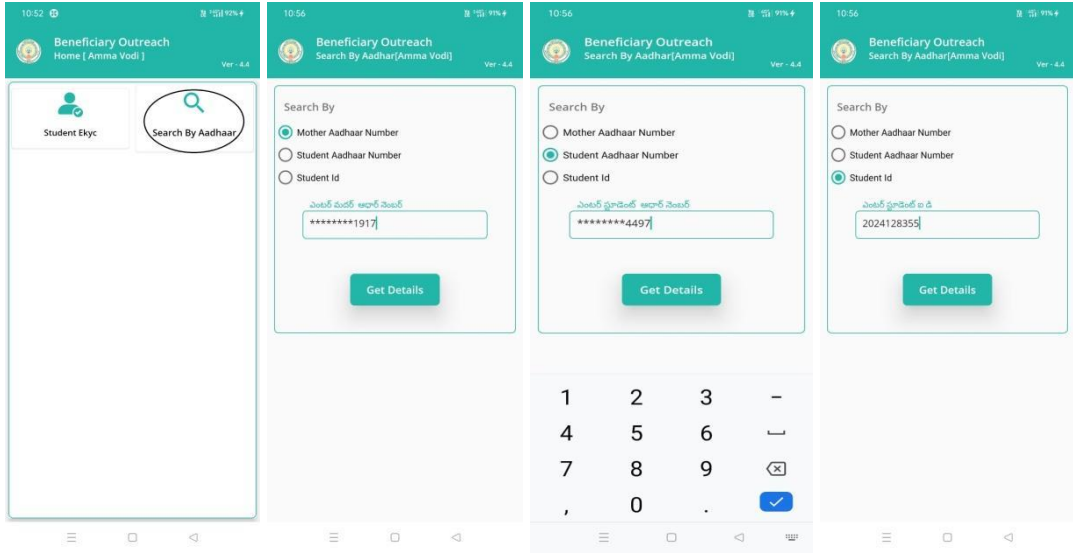 10:52
92%
Beneficiary Outreach
Home [ Amma Vodi ]
Ver - 4.4
Student Ekyc
Search By Aadhaar
10:56
91%
Beneficiary Outreach
Search By Aadhar[Amma Vodi]
Ver - 4.4
Search By
Mother Aadhaar Number
Student Aadhaar Number
Student Id
ఎంటర్ మదర్ ఆధార్ నెంబర్
********1917
Get Details
10:56
91%
Beneficiary Outreach
Search By Aadhar[Amma Vodi]
Ver - 4.4
Search By
Mother Aadhaar Number
Student Aadhaar Number
Student Id
ఎంటర్ స్టూడెంట్ ఆధార్ నెంబర్
********4497
Get Details
1 2 3 –
4 5 6
7 8 9
, 0 .
10:56
91%
Beneficiary Outreach
Search By Aadhar[Amma Vodi]
Ver - 4.4
Search By
Mother Aadhaar Number
Student Aadhaar Number
Student Id
ఎంటర్ స్టూడెంట్ ఐ డి
2024128355
Get Details